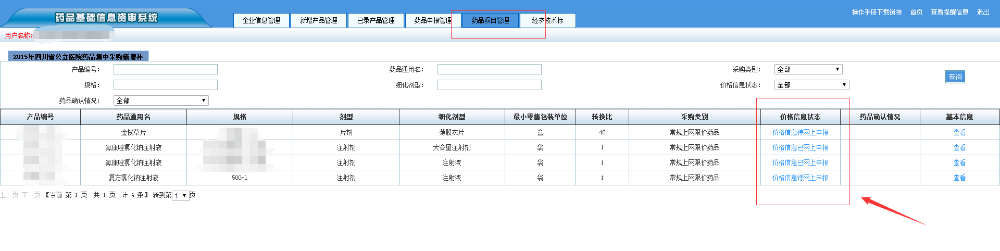 药品基础信息资审系统
企业信息管理 新增产品管理 已录产品管理 药品申报管理 药品项目管理 经济技术标
操作手册下载链接 首页 查看提醒信息 退出
用户名称:
2015年四川省公立医院药品集中采购新增补
产品编号: 药品通用名: 采购类别: 全部
查询
规格: 细化剂型: 价格信息状态: 全部
药品确认情况: 全部
产品编号 药品通用名 规格 剂型 细化剂型 最小零售包装单位 转换比 采购类别 价格信息状态 药品确认情况 基本信息
金钱草片 片剂 薄膜衣片 盒 48 常规上网限价药品 价格信息待网上申报 查看
氟康唑氯化钠注射液 注射剂 大容量注射剂 袋 1 常规上网限价药品 价格信息已网上申报 查看
氟康唑氯化钠注射液 注射剂 注射液 袋 1 常规上网限价药品 价格信息已网上申报 查看
复方氯化钠注射液 500ml 注射剂 注射液 袋 1 常规上网限价药品 价格信息待网上申报 查看
上一页 下一页 【当前 第 1 页 共 1 页 计 4 条】 转到第 1 页